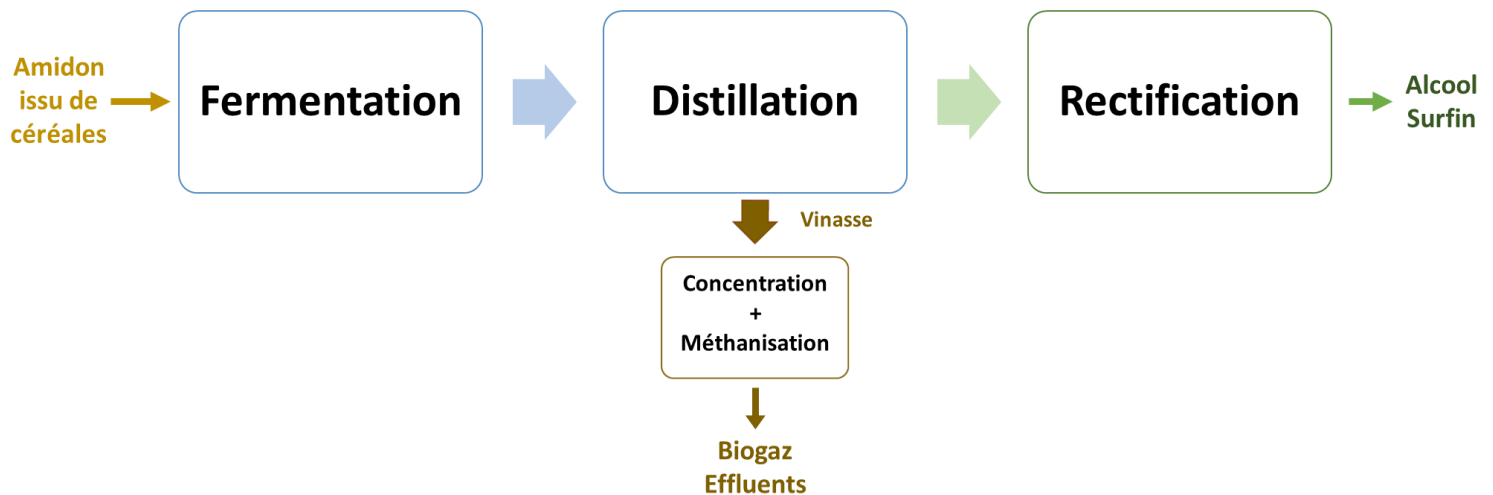 Amidon
issu de
céréales
Fermentation
Distillation
Rectification
Alcool
Surfin
Vinasse
Concentration
+
Méthanisation
Biogaz
Effluents